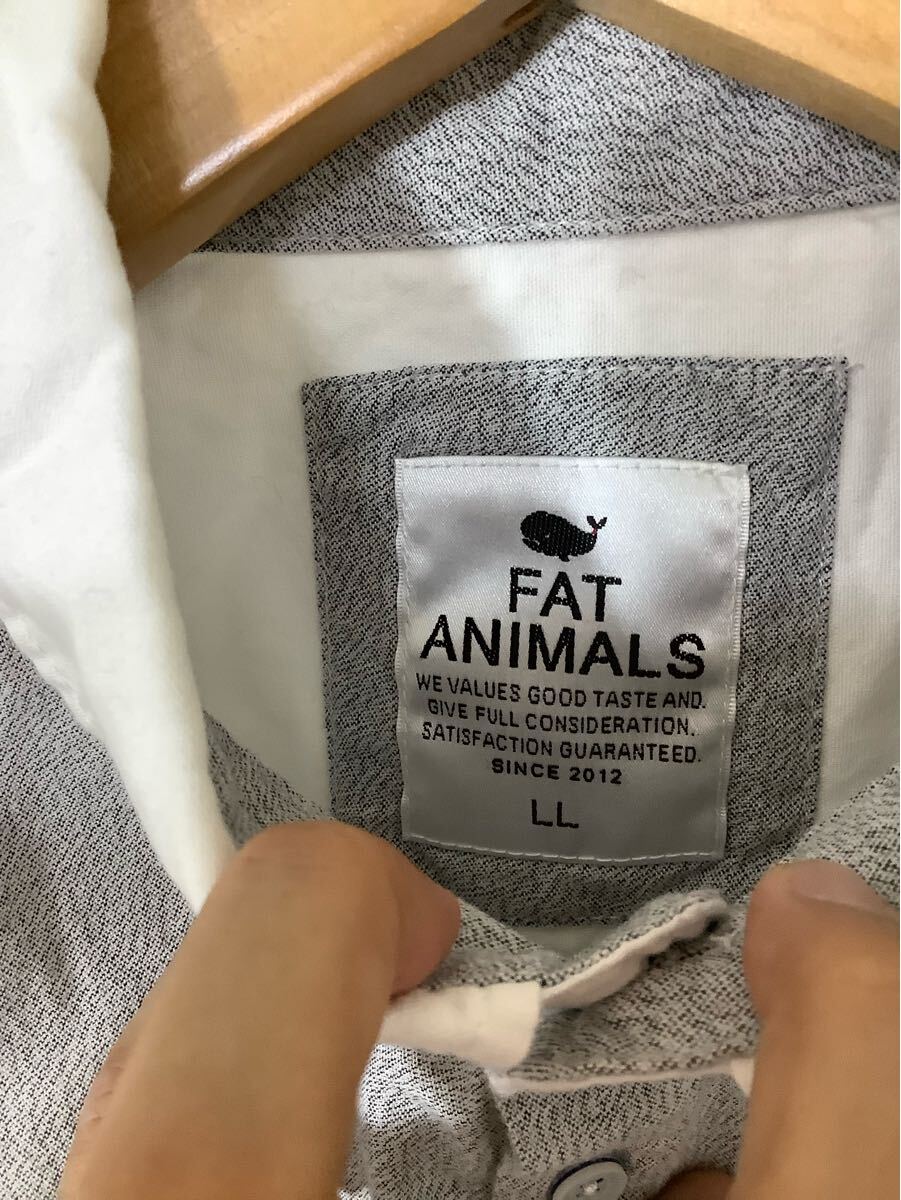 FAT
ANIMALS
WE VALUES GOOD TASTE AND.
GIVE FULL CONSIDERATION.
SATISFACTION GUARANTEED.
SINCE 2012
LL